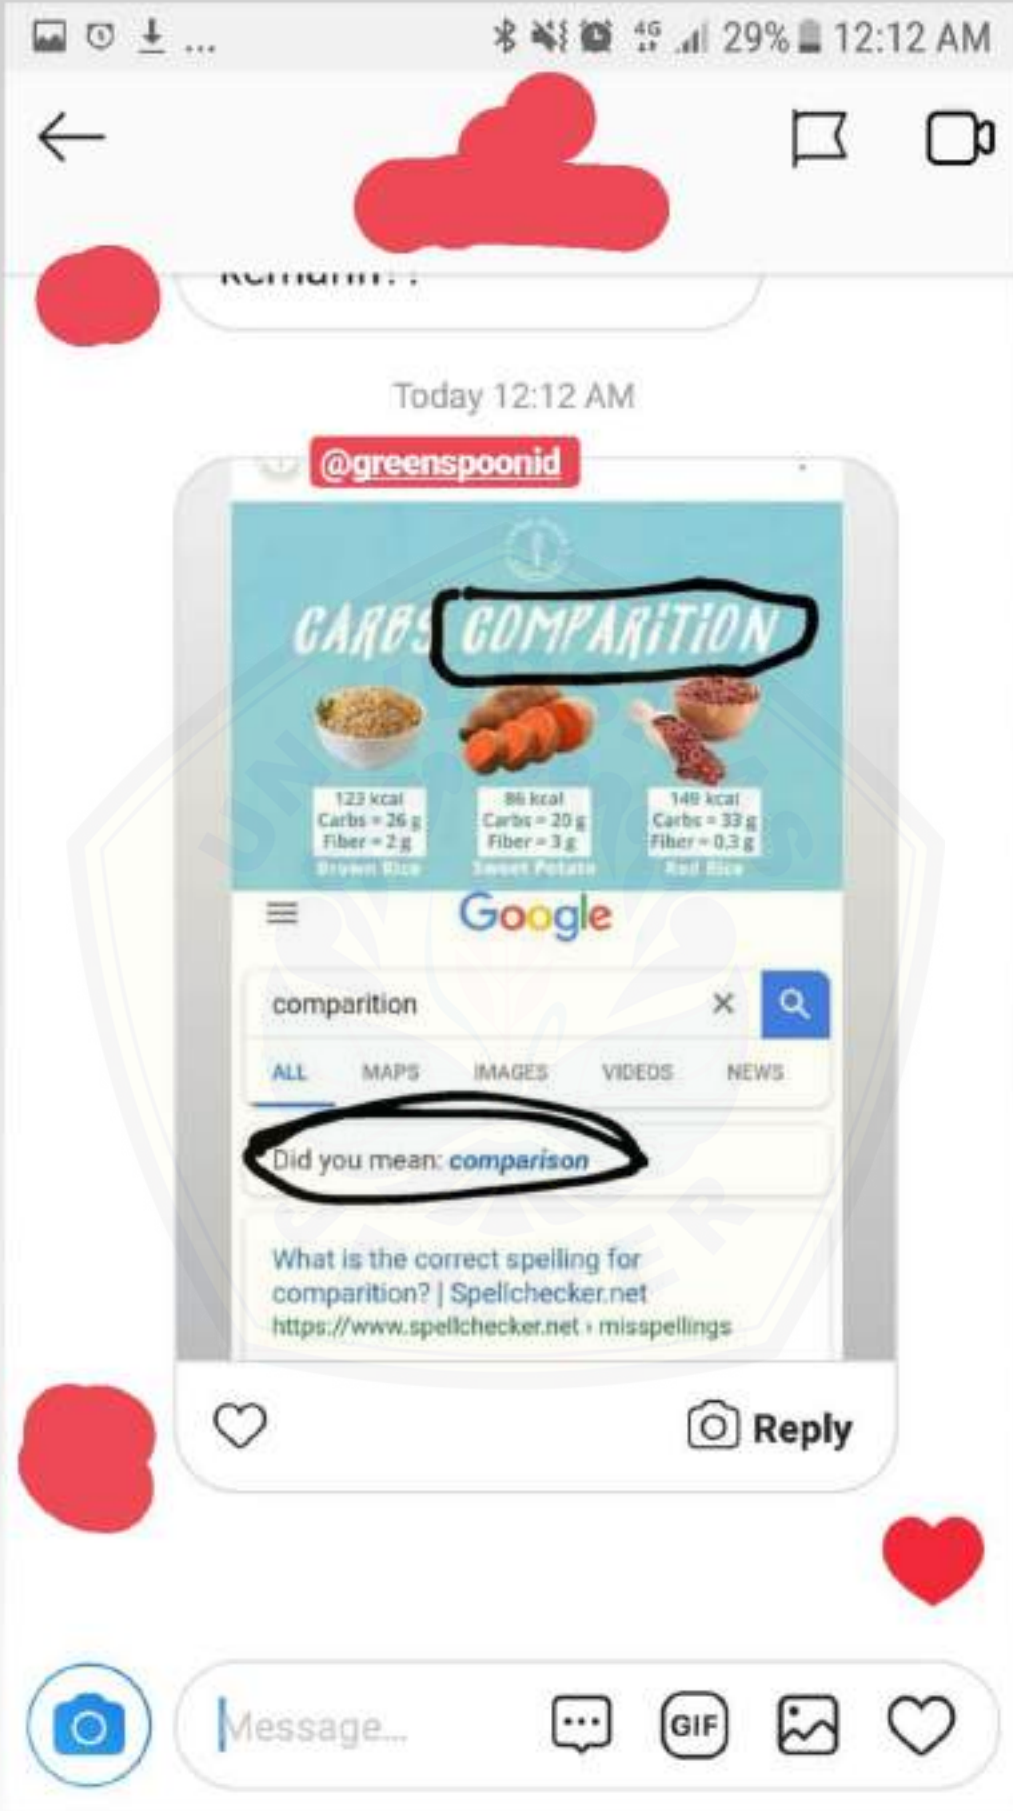 4G 29% 12:12 AM
Today 12:12 AM
@greenspoonid
CARBS COMPARITION
123 kcal
Carbs = 26 g
Fiber = 2 g
Brown Rice
86 kcal
Carbs = 20 g
Fiber = 3 g
Sweet Potato
149 kcal
Carbs = 33 g
Fiber = 0,3 g
Red Rice
Google
comparition
ALL MAPS IMAGES VIDEOS NEWS
Did you mean: comparison
What is the correct spelling for
comparition? | Spellchecker.net
https://www.spellchecker.net › misspellings
Reply
Message...
GIF